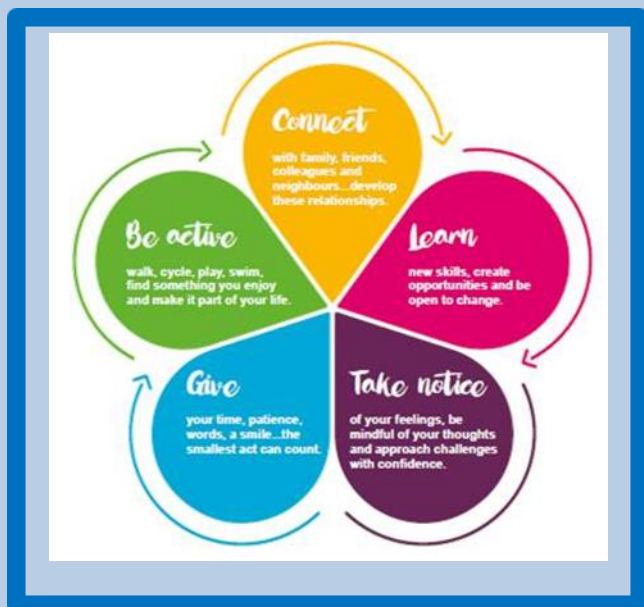 Connect
with family, friends,
colleagues and
neighbours...develop
these relationships.
Learn
new skills, create
opportunities and be
open to change.
Take notice
of your feelings, be
mindful of your thoughts
and approach challenges
with confidence.
Give
your time, patience,
words, a smile...the
smallest act can count.
Be active
walk, cycle, play, swim,
find something you enjoy
and make it part of your life.